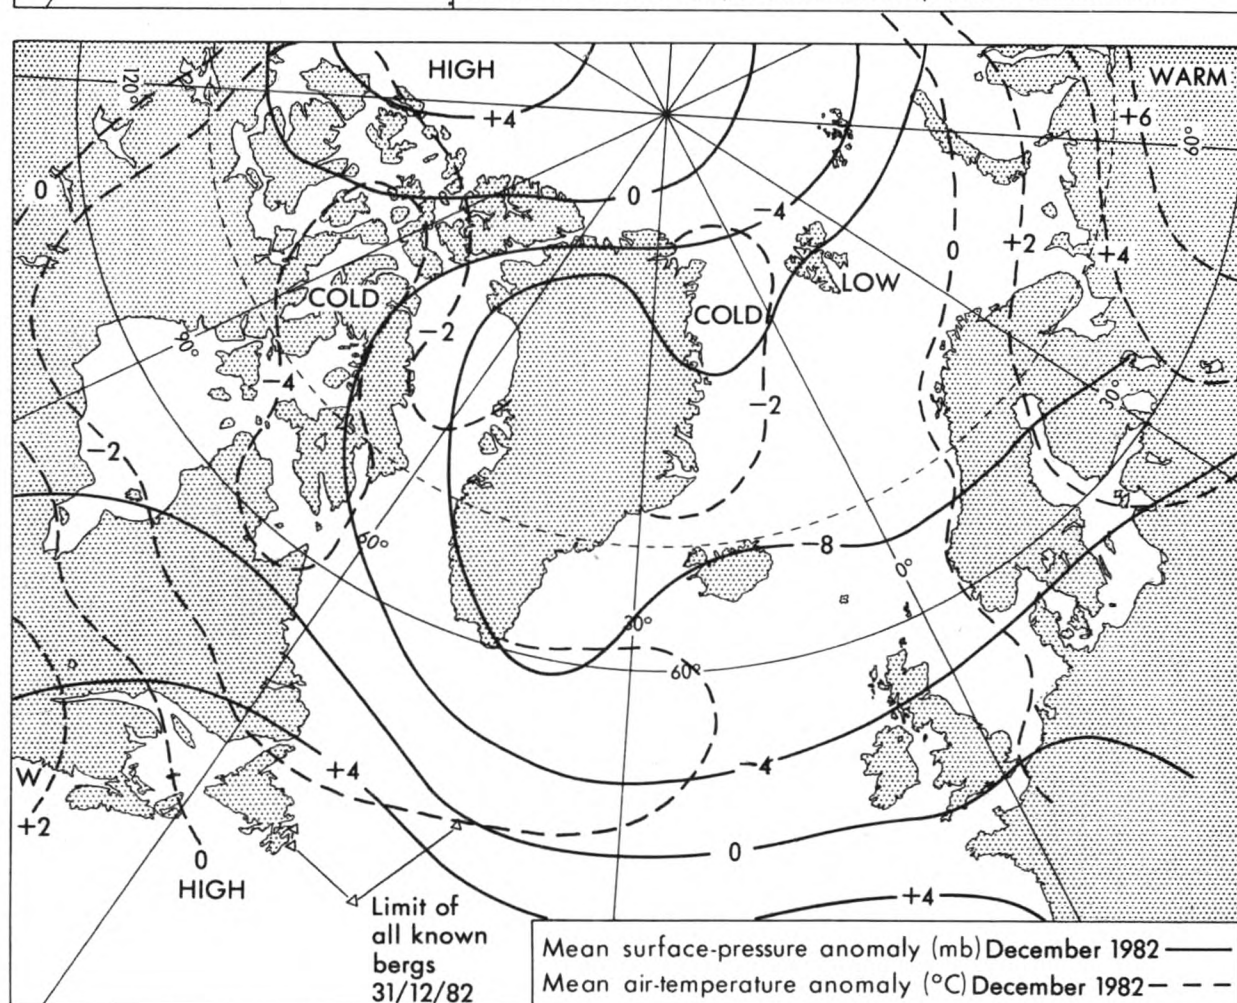 HIGH
WARM
120°
+4
+6
60°
0
0
-4
0
+2
+4
COLD
COLD
LOW
-2
90°
-4
-2
30°
-2
60°
-8
0°
30°
60°
W
+4
-4
+2
0
0
HIGH
+4
Limit of
all known
bergs
31/12/82
Mean surface-pressure anomaly (mb) December 1982
Mean air-temperature anomaly (°C) December 1982